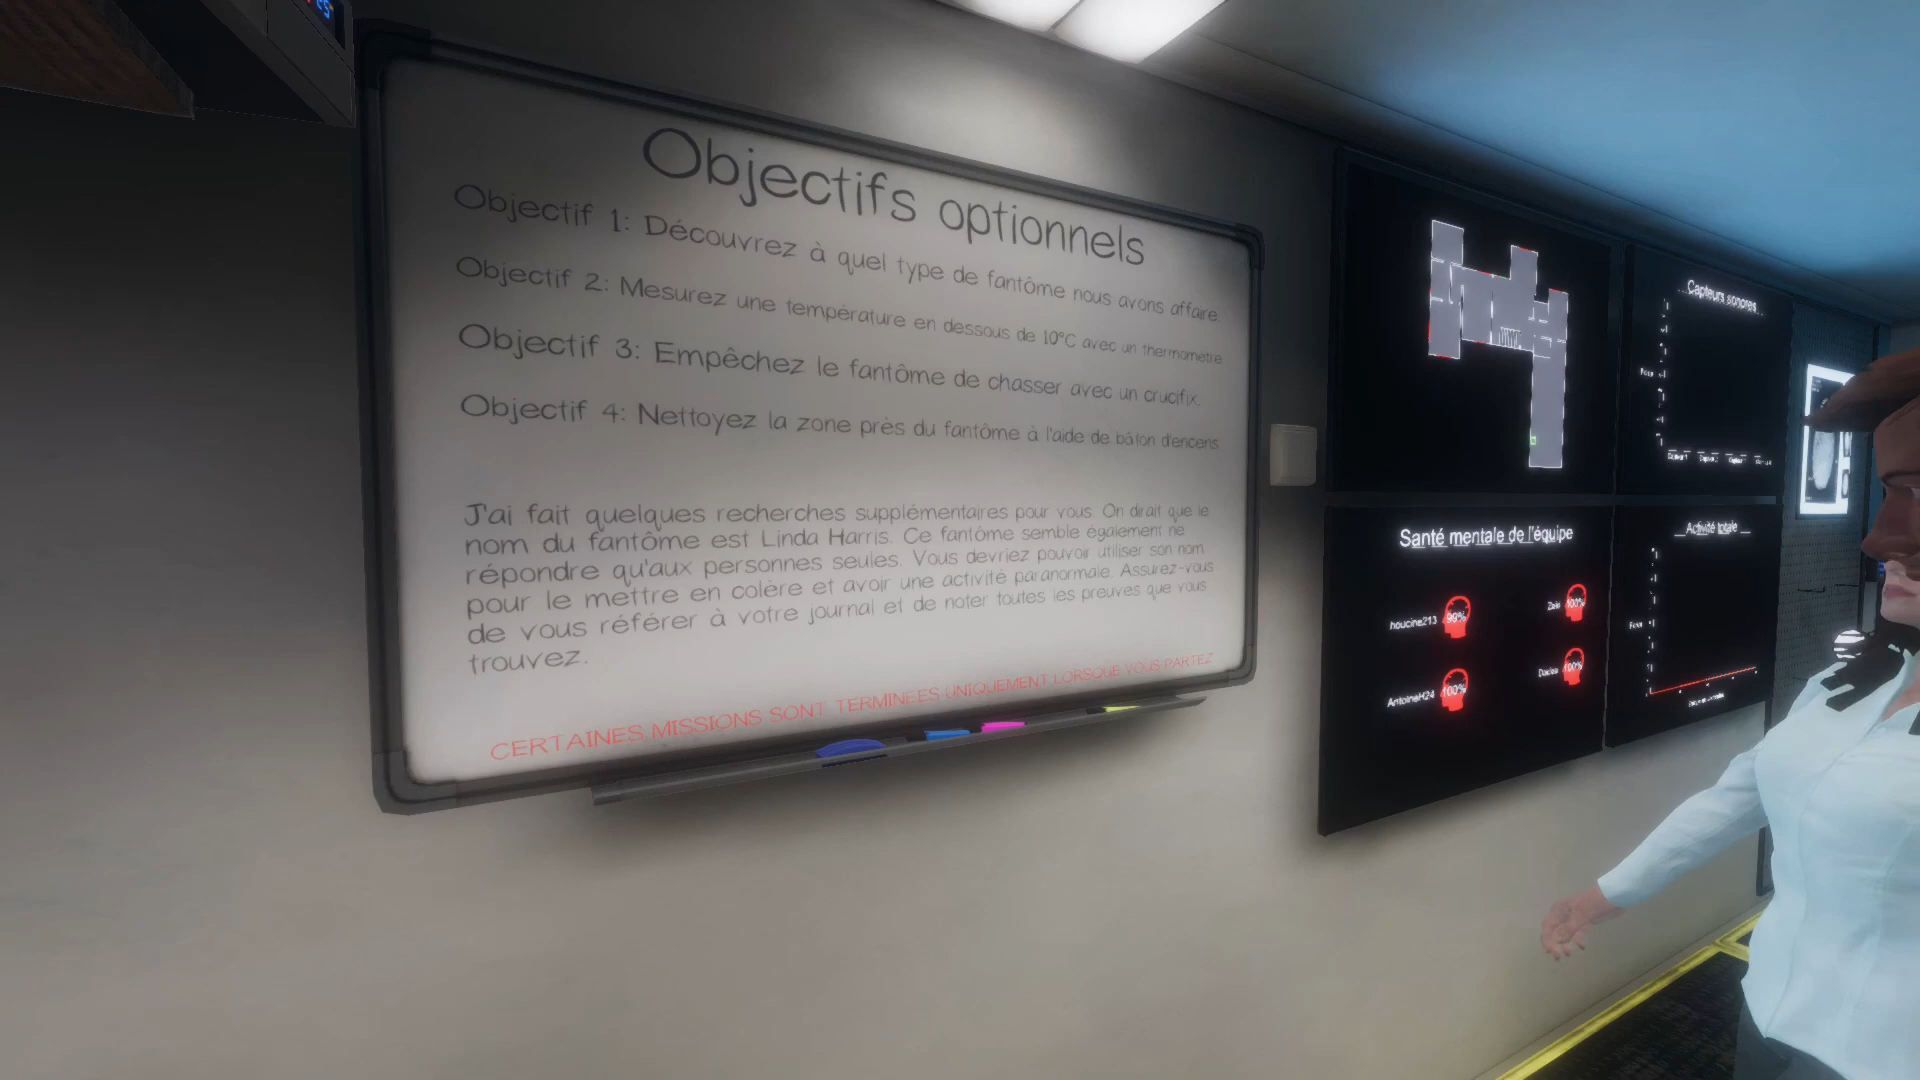 Objectifs optionnels
Objectif 1: Découvrez à quel type de fantôme nous avons affaire.
Objectif 2: Mesurez une température en dessous de 10°C avec un thermomètre
Objectif 3: Empêchez le fantôme de chasser avec un crucifix.
Objectif 4: Nettoyez la zone près du fantôme à l'aide de bâton d'encens
J'ai fait quelques recherches supplémentaires pour vous. On dirait que le
nom du fantôme est Linda Harris. Ce fantôme semble également ne
répondre qu'aux personnes seules. Vous devriez pouvoir utiliser son nom
pour le mettre en colère et avoir une activité paranormale. Assurez-vous
de vous référer à votre journal et de noter toutes les preuves que vous
trouvez.
CERTAINES MISSIONS SONT TERMINEES UNIQUEMENT LORSQUE VOUS PARTEZ
Capteurs sonores
Santé mentale de l'équipe
houcine213 99%
100%
AntoineH24 100%
100%
Activité totale